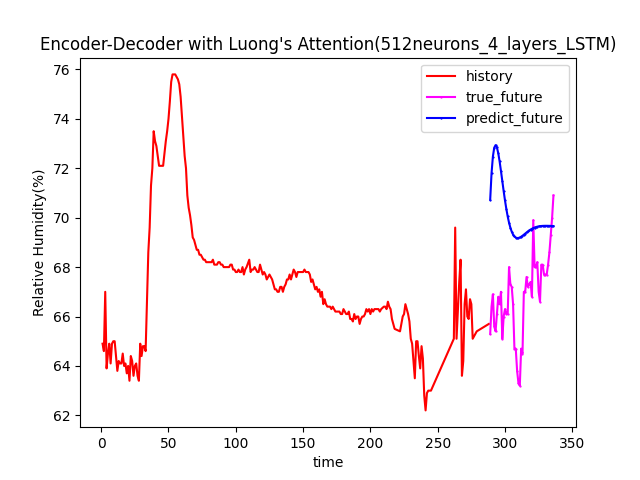 Encoder-Decoder with Luong's Attention(512neurons_4_layers_LSTM)
history
true_future
predict_future
Relative Humidity(%)
76
74
72
70
68
66
64
62
0 50 100 150 200 250 300 350
time